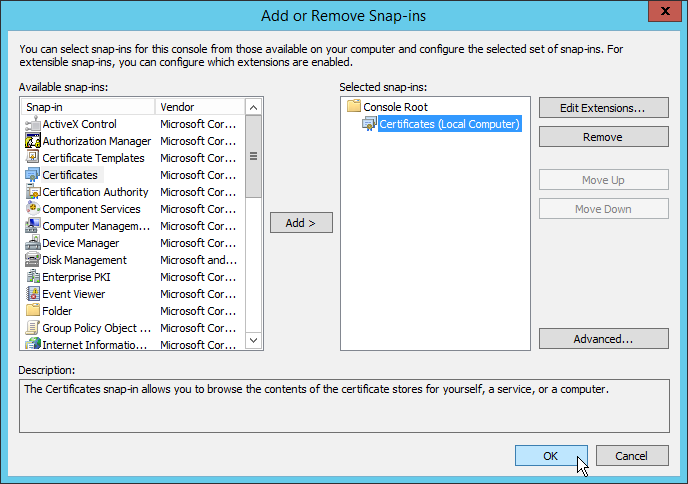 Add or Remove Snap-ins
x
You can select snap-ins for this console from those available on your computer and configure the selected set of snap-ins. For
extensible snap-ins, you can configure which extensions are enabled.
Available snap-ins:
Snap-in Vendor
ActiveX Control Microsoft Cor...
Authorization Manager Microsoft Cor...
Certificate Templates Microsoft Cor...
Certificates Microsoft Cor...
Certification Authority Microsoft Cor...
Component Services Microsoft Cor...
Computer Managem... Microsoft Cor...
Device Manager Microsoft Cor...
Disk Management Microsoft and...
Enterprise PKI Microsoft Cor...
Event Viewer Microsoft Cor...
Folder Microsoft Cor...
Group Policy Object ... Microsoft Cor...
Internet Informatio... Microsoft Cor...
Add >
Selected snap-ins:
Console Root
Certificates (Local Computer)
Edit Extensions...
Remove
Move Up
Move Down
Advanced...
Description:
The Certificates snap-in allows you to browse the contents of the certificate stores for yourself, a service, or a computer.
OK
Cancel